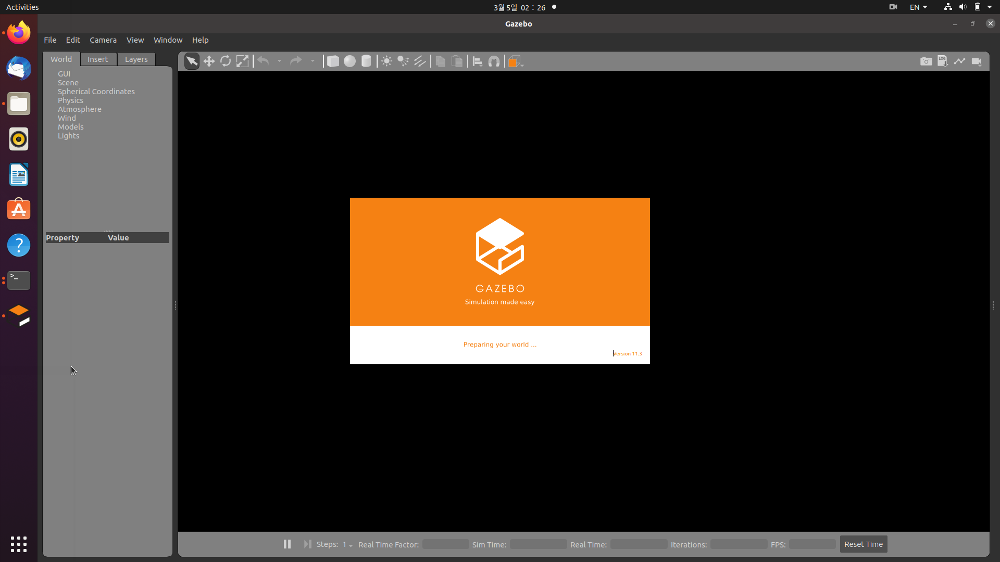 Activities
3월 5일 02 : 26
EN
Gazebo
File Edit Camera View Window Help
World Insert Layers
GUI
Scene
Spherical Coordinates
Physics
Atmosphere
Wind
Models
Lights
Property Value
LOG
GAZEBO
Simulation made easy
Preparing your world ...
Version 11.3
Steps: 1 Real Time Factor: Sim Time: Real Time: Iterations: FPS: Reset Time